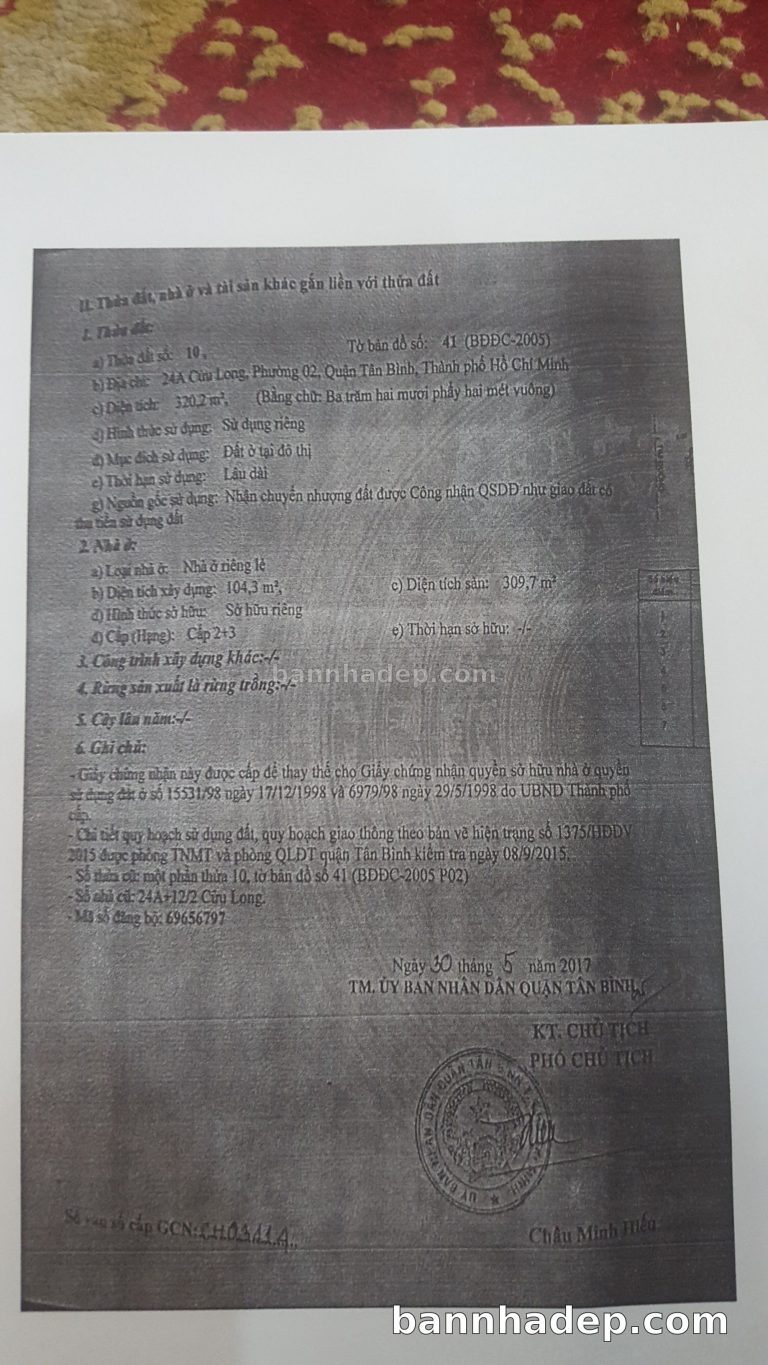 II. Thửa đất, nhà ở và tài sản khác gắn liền với thửa đất
1. Thửa đất:
a) Thửa đất số: 10, Tờ bản đồ số: 41 (BĐĐC-2005)
b) Địa chỉ: 24A Cửu Long, Phường 02, Quận Tân Bình, Thành phố Hồ Chí Minh
c) Diện tích: 320,2 m², (Bằng chữ: Ba trăm hai mươi phẩy hai mét vuông)
d) Hình thức sử dụng: Sử dụng riêng
đ) Mục đích sử dụng: Đất ở tại đô thị
e) Thời hạn sử dụng: Lâu dài
g) Nguồn gốc sử dụng: Nhận chuyển nhượng đất được Công nhận QSDĐ như giao đất có
thu tiền sử dụng đất
2. Nhà ở:
a) Loại nhà ở: Nhà ở riêng lẻ
b) Diện tích xây dựng: 104,3 m², c) Diện tích sàn: 309,7 m²
d) Hình thức sở hữu: Sở hữu riêng
đ) Cấp (Hạng): Cấp 2+3 e) Thời hạn sở hữu: -/-
3. Công trình xây dựng khác:-/-
4. Rừng sản xuất là rừng trồng:-/-
bannhadep.com
5. Cây lâu năm:-/-
6. Ghi chú:
- Giấy chứng nhận này được cấp để thay thế cho Giấy chứng nhận quyền sở hữu nhà ở quyền
sử dụng đất ở số 15531/98 ngày 17/12/1998 và 6979/98 ngày 29/5/1998 do UBND Thành phố
cấp.
- Chi tiết quy hoạch sử dụng đất, quy hoạch giao thông theo bản vẽ hiện trạng số 1375/HĐDV
2015 được phòng TNMT và phòng QLĐT quận Tân Bình kiểm tra ngày 08/9/2015.
- Số thửa cũ: một phần thửa 10, tờ bản đồ số 41 (BĐĐC-2005 P02)
- Số nhà cũ: 24A+12/2 Cửu Long.
- Mã số đăng bộ: 69656797
Số hiệu
điểm
1
2
3
4
5
6
7
Ngày 30 tháng 5 năm 2017
TM. ỦY BAN NHÂN DÂN QUẬN TÂN BÌNH
KT. CHỦ TỊCH
PHÓ CHỦ TỊCH
Châu Minh Hiếu
Số vào sổ cấp GCN:
bannhadep.com